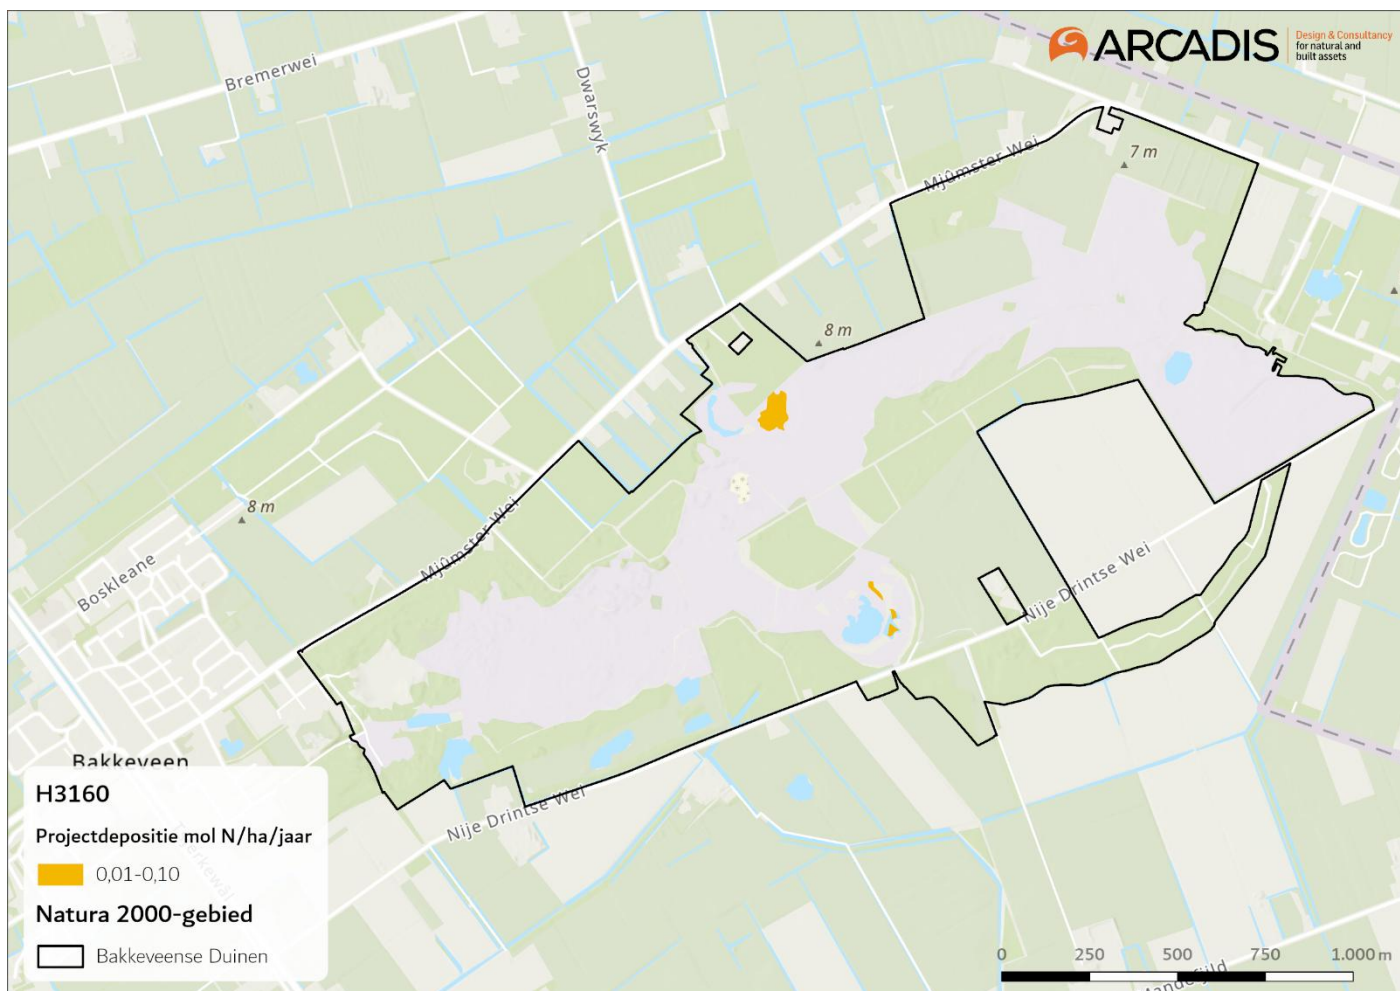 ARCADIS
Design & Consultancy
for natural and
built assets
Bremerwei
Dwarswyk
Mjûmster Wei
7 m
8 m
8 m
Boskleane
Mjûmster Wei
Nije Drintse Wei
Bakkeveen
Nije Drintse Wei
H3160
Projectdepositie mol N/ha/jaar
0,01-0,10
Natura 2000-gebied
Bakkeveense Duinen
0 250 500 750 1.000 m